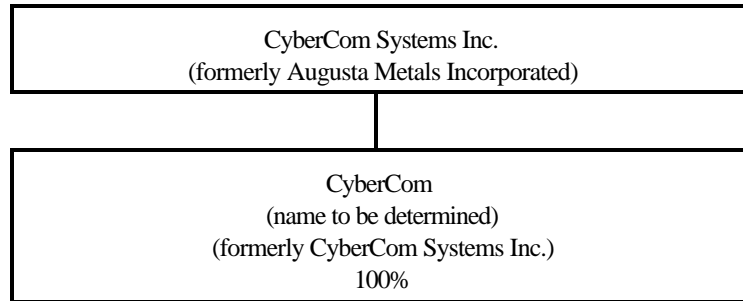 CyberCom Systems Inc.
(formerly Augusta Metals Incorporated)
CyberCom
(name to be determined)
(formerly CyberCom Systems Inc.)
100%